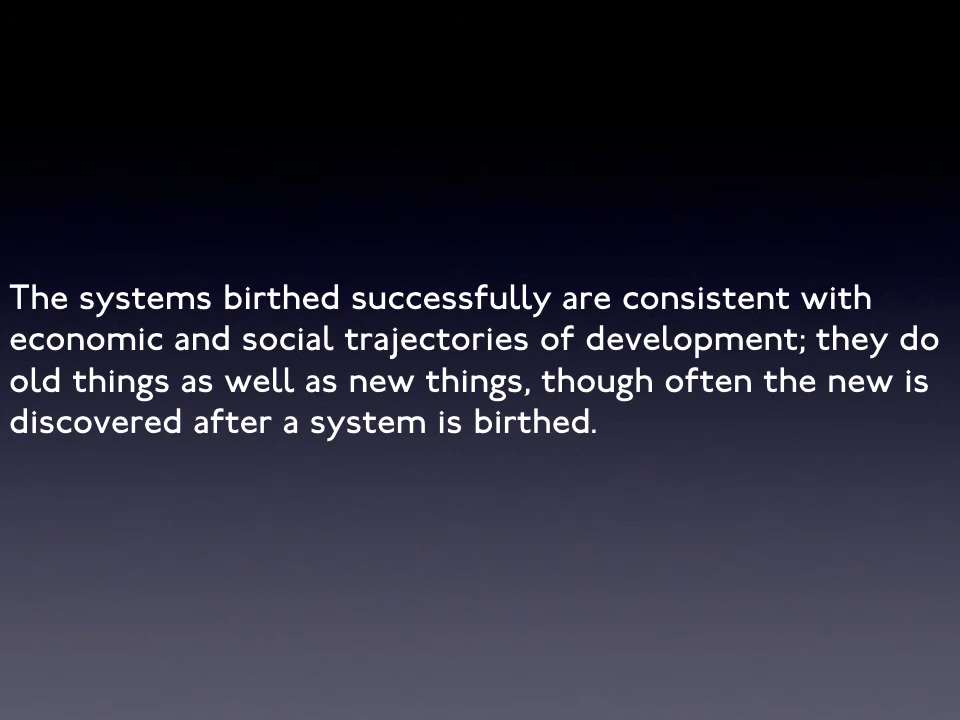 The systems birthed successfully are consistent with
economic and social trajectories of development; they do
old things as well as new things, though often the new is
discovered after a system is birthed.